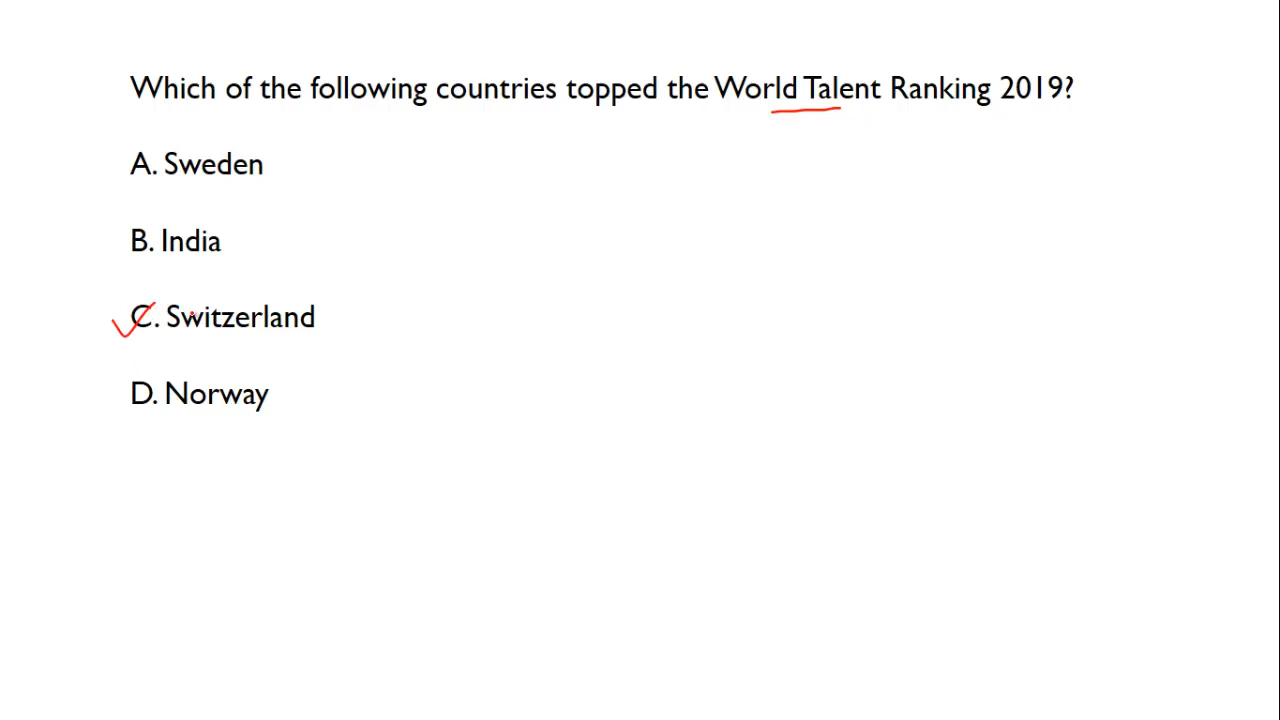 Which of the following countries topped the World Talent Ranking 2019?
A. Sweden
B. India
C. Switzerland
D. Norway